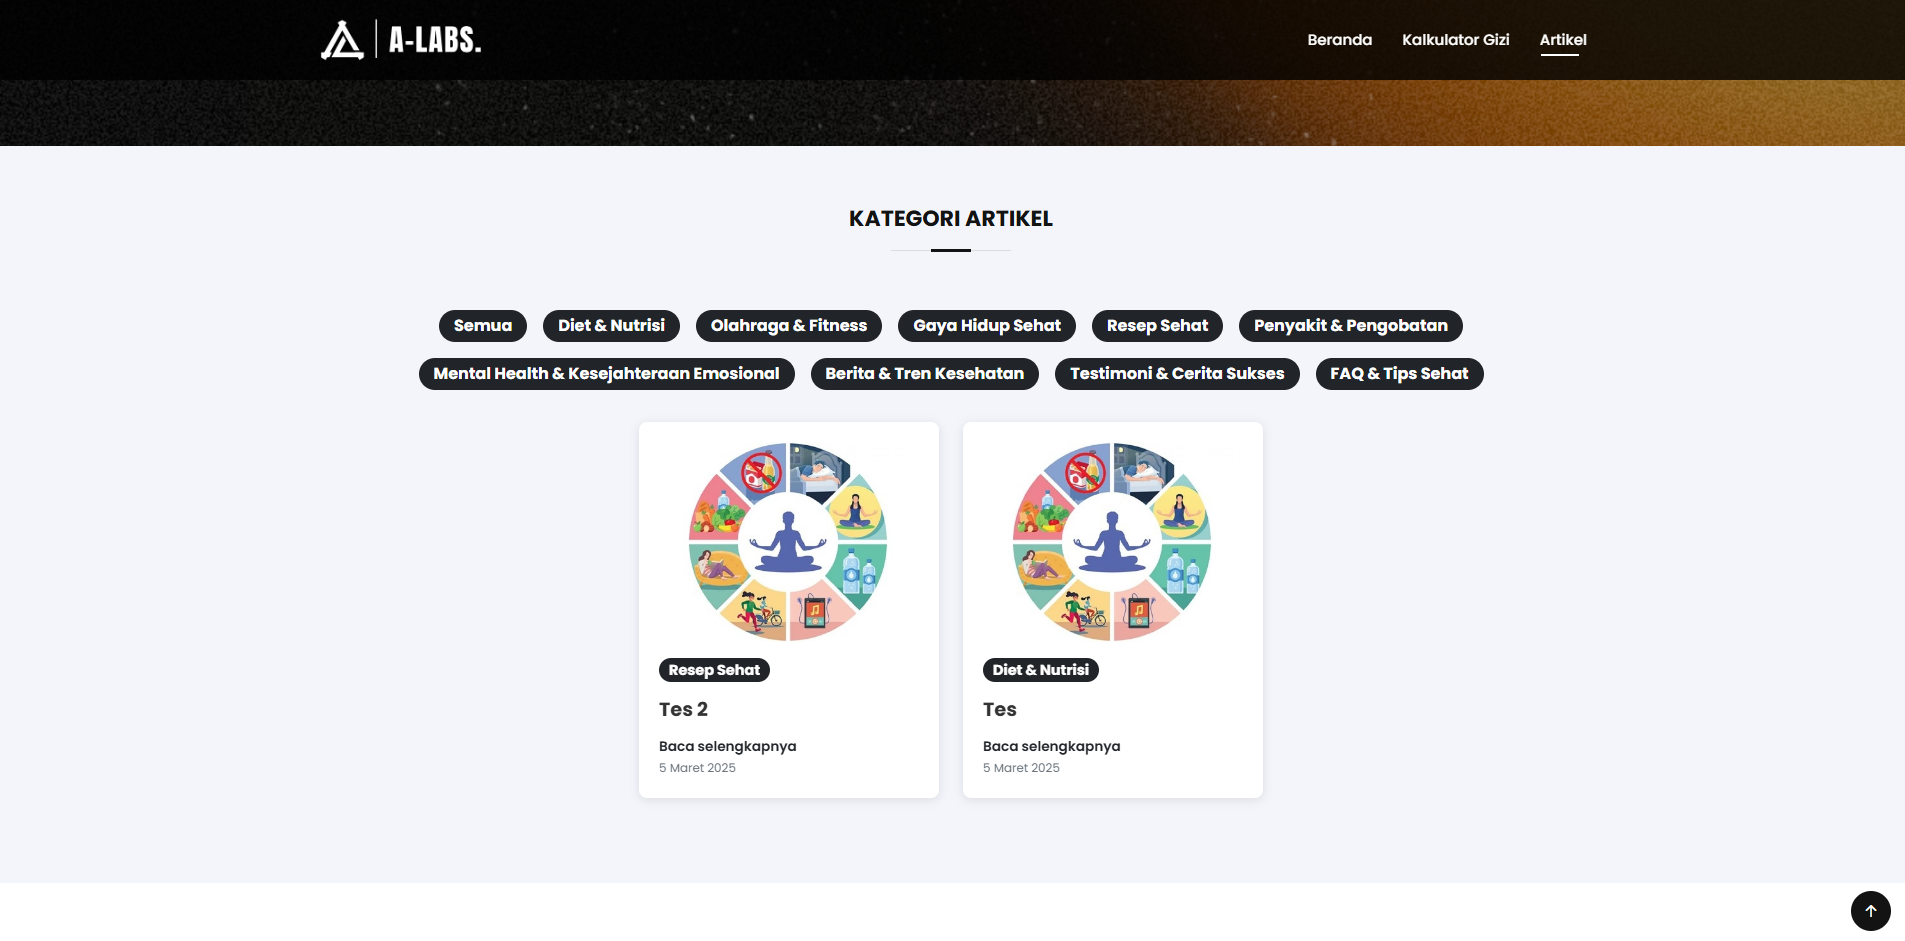 A-LABS.
Beranda Kalkulator Gizi Artikel
KATEGORI ARTIKEL
Semua Diet & Nutrisi Olahraga & Fitness Gaya Hidup Sehat Resep Sehat Penyakit & Pengobatan
Mental Health & Kesejahteraan Emosional Berita & Tren Kesehatan Testimoni & Cerita Sukses FAQ & Tips Sehat
Resep Sehat
Tes 2
Baca selengkapnya
5 Maret 2025
Diet & Nutrisi
Tes
Baca selengkapnya
5 Maret 2025